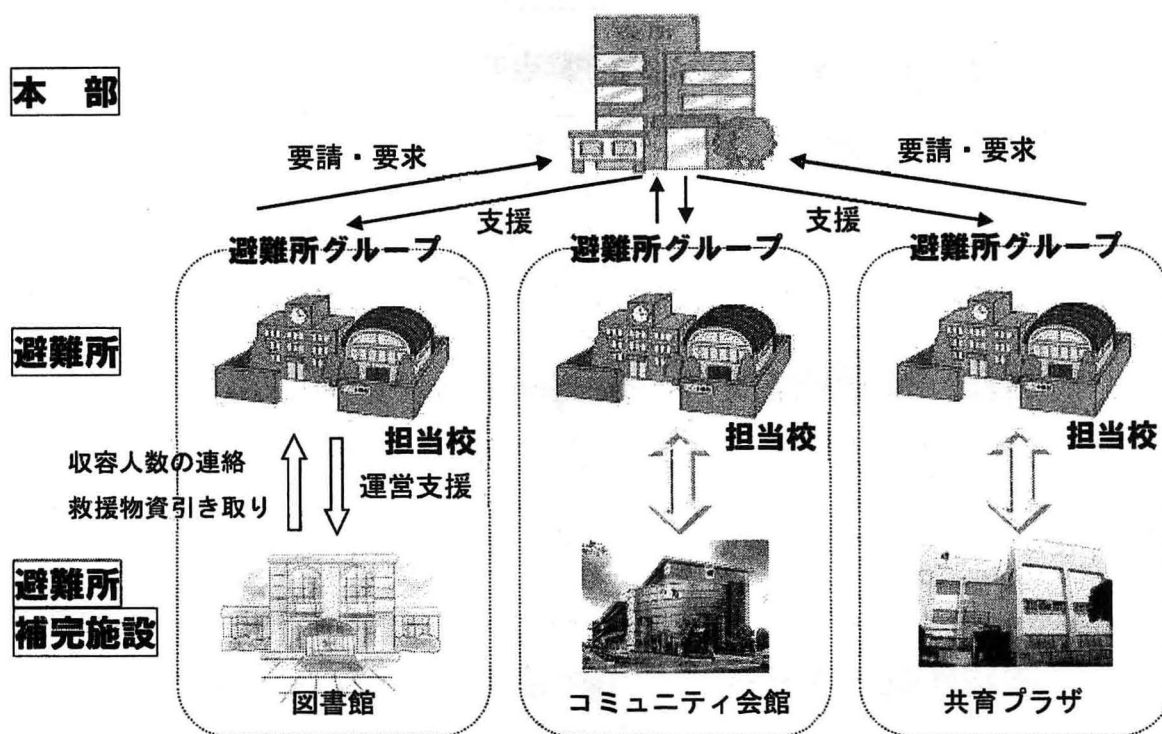 本　部
要請・要求
要請・要求
支援
支援
避難所グループ
避難所グループ
避難所グループ
避難所
担当校
担当校
担当校
収容人数の連絡
救援物資引き取り
運営支援
避難所
補完施設
図書館
コミュニティ会館
共育プラザ